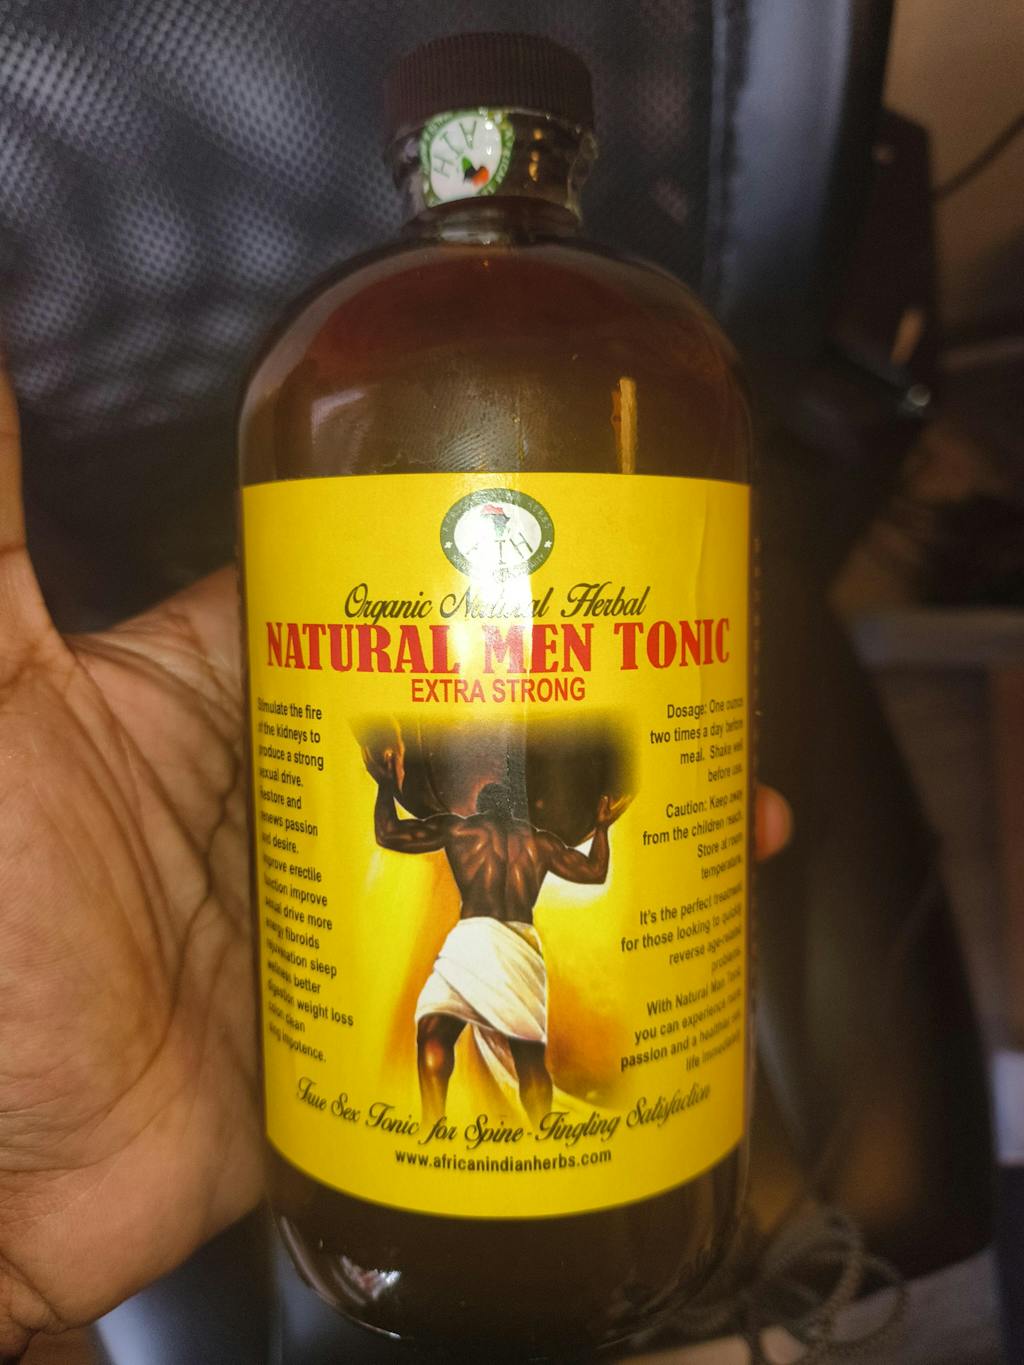 AIH
Organic Natural Herbal
NATURAL MEN TONIC
EXTRA STRONG
Stimulate the fire
of the kidneys to
produce a strong
sexual drive.
Restore and
renews passion
and desire.
improve erectile
function improve
sexual drive more
energy fibroids
rejuvenation sleep
wellness better
digestion weight loss
colon clean
impotence.
Dosage: One ounce
two times a day before
meal. Shake well
before use.
Caution: Keep away
from the children reach.
Store at room
temperature.
It's the perfect treatment
for those looking to quickly
reverse age-related
problems.
With Natural Man Tonic
you can experience more
passion and a healthier sex
life immediately
True Sex Tonic for Spine-Tingling Satisfaction
www.africanindianherbs.com